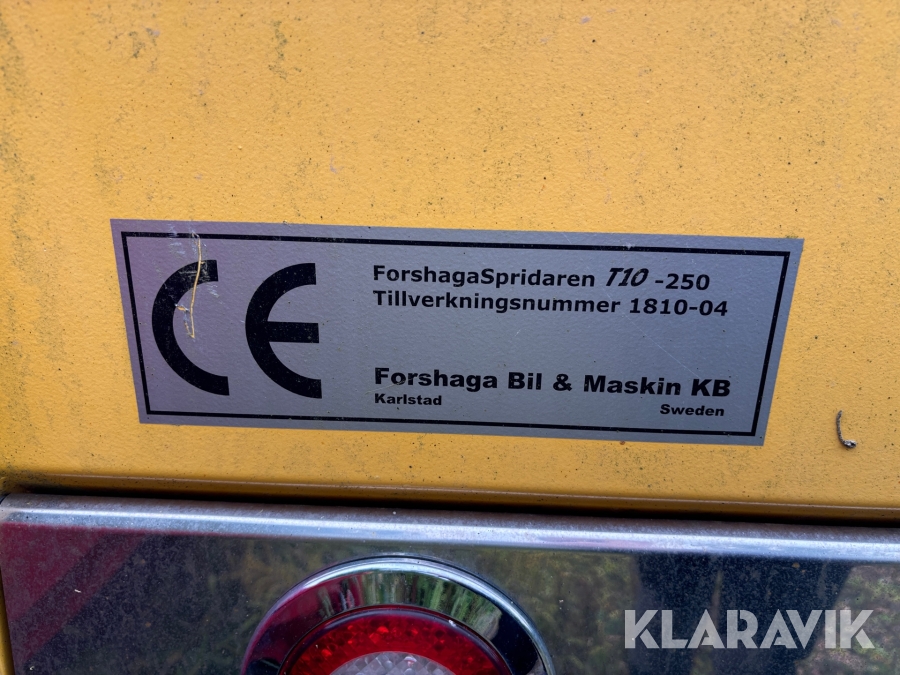 CE
ForshagaSpridaren T10 -250
Tillverkningsnummer 1810-04
Forshaga Bil & Maskin KB
Karlstad Sweden
KLARAVIK